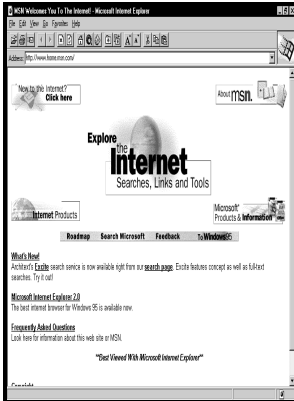 MSN Welcomes You To The Internet! - Microsoft Internet Explorer
File Edit View Go Favorites Help
Address: http://www.home.msn.com/
New to the Internet?
Click here
About msn.
Explore
the
Internet
Searches, Links and Tools
Internet Products
Microsoft
Products & Information
Roadmap Search Microsoft Feedback To Windows 95
What's New!
Architext's Excite search service is now available right from our search page. Excite features concept as well as full-text
searches. Try it out!
Microsoft Internet Explorer 2.0
The best internet browser for Windows 95 is available now.
Frequently Asked Questions
Look here for information about this web site or MSN.
"Best Viewed With Microsoft Internet Explorer"